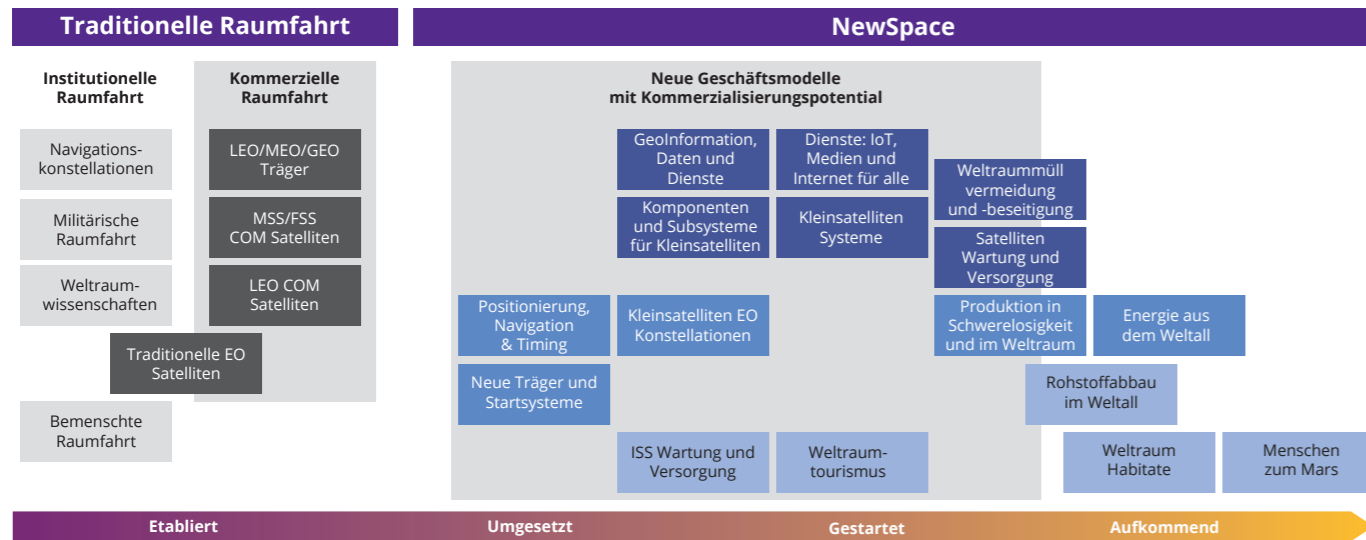 Traditionelle Raumfahrt
NewSpace
Institutionelle
Raumfahrt
Kommerzielle
Raumfahrt
Neue Geschäftsmodelle
mit Kommerzialisierungspotential
Navigations-
konstellationen
LEO/MEO/GEO
Träger
GeoInformation,
Daten und
Dienste
Dienste: IoT,
Medien und
Internet für alle
Weltraummüll
vermeidung
und -beseitigung
Militärische
Raumfahrt
MSS/FSS
COM Satelliten
Komponenten
und Subsysteme
für Kleinsatelliten
Kleinsatelliten
Systeme
Satelliten
Wartung und
Versorgung
Weltraum-
wissenschaften
LEO COM
Satelliten
Positionierung,
Navigation
& Timing
Kleinsatelliten EO
Konstellationen
Produktion in
Schwerelosigkeit
und im Weltraum
Energie aus
dem Weltall
Traditionelle EO
Satelliten
Neue Träger und
Startsysteme
Rohstoffabbau
im Weltall
Bemenschte
Raumfahrt
ISS Wartung und
Versorgung
Weltraum-
tourismus
Weltraum
Habitate
Menschen
zum Mars
Etabliert
Umgesetzt
Gestartet
Aufkommend